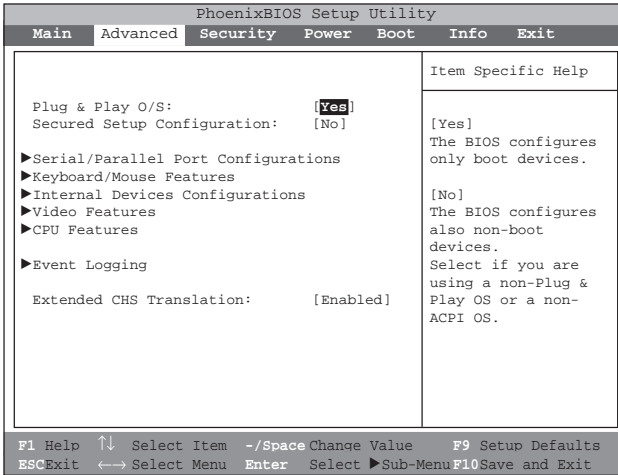 PhoenixBIOS Setup Utility
Main Advanced Security Power Boot Info Exit
Item Specific Help
Plug & Play O/S: [Yes]
Secured Setup Configuration: [No]
▶Serial/Parallel Port Configurations
▶Keyboard/Mouse Features
▶Internal Devices Configurations
▶Video Features
▶CPU Features
▶Event Logging
Extended CHS Translation: [Enabled]
[Yes]
The BIOS configures
only boot devices.
[No]
The BIOS configures
also non-boot
devices.
Select if you are
using a non-Plug &
Play OS or a non-
ACPI OS.
F1 Help ↑↓ Select Item -/Space Change Value F9 Setup Defaults
ESC Exit ←→ Select Menu Enter Select ▶Sub-Menu F10 Save and Exit